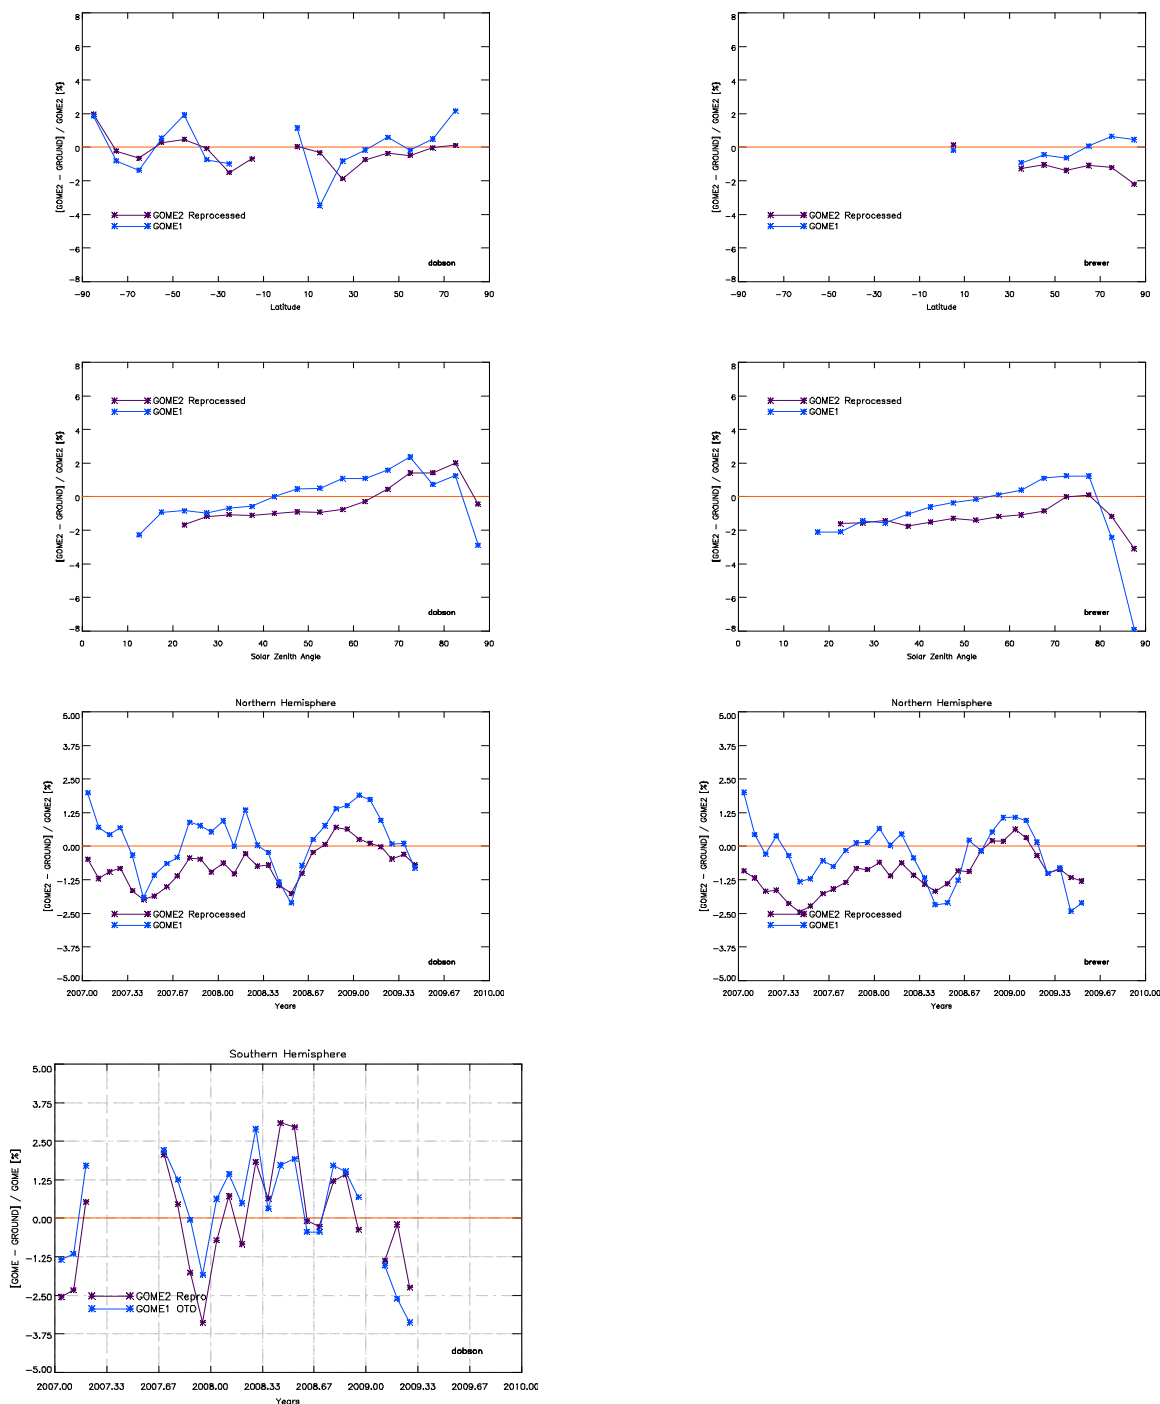 [GOME2 - GROUND] / GOME2 [%]
8
6
4
2
0
-2
-4
-6
-8
GOME2 Reprocessed
GOME1
dobson
-90 -70 -50 -30 -10 10 30 50 70 90
Latitude
[GOME2 - GROUND] / GOME2 [%]
8
6
4
2
0
-2
-4
-6
-8
GOME2 Reprocessed
GOME1
brewer
-90 -70 -50 -30 -10 10 30 50 70 90
Latitude
[GOME2 - GROUND] / GOME2 [%]
8
6
4
2
0
-2
-4
-6
-8
GOME2 Reprocessed
GOME1
dobson
0 10 20 30 40 50 60 70 80 90
Solar Zenith Angle
[GOME2 - GROUND] / GOME2 [%]
8
6
4
2
0
-2
-4
-6
-8
GOME2 Reprocessed
GOME1
brewer
0 10 20 30 40 50 60 70 80 90
Solar Zenith Angle
Northern Hemisphere
[GOME2 - GROUND] / GOME2 [%]
5.00
3.75
2.50
1.25
0.00
-1.25
-2.50
-3.75
-5.00
GOME2 Reprocessed
GOME1
dobson
2007.00 2007.33 2007.67 2008.00 2008.33 2008.67 2009.00 2009.33 2009.67 2010.00
Years
Northern Hemisphere
[GOME2 - GROUND] / GOME2 [%]
5.00
3.75
2.50
1.25
0.00
-1.25
-2.50
-3.75
-5.00
GOME2 Reprocessed
GOME1
brewer
2007.00 2007.33 2007.67 2008.00 2008.33 2008.67 2009.00 2009.33 2009.67 2010.00
Years
Southern Hemisphere
[GOME - GROUND] / GOME [%]
5.00
3.75
2.50
1.25
0.00
-1.25
-2.50
-3.75
-5.00
GOME2 Repro
GOME1 OTO
dobson
2007.00 2007.33 2007.67 2008.00 2008.33 2008.67 2009.00 2009.33 2009.67 2010.00
Years